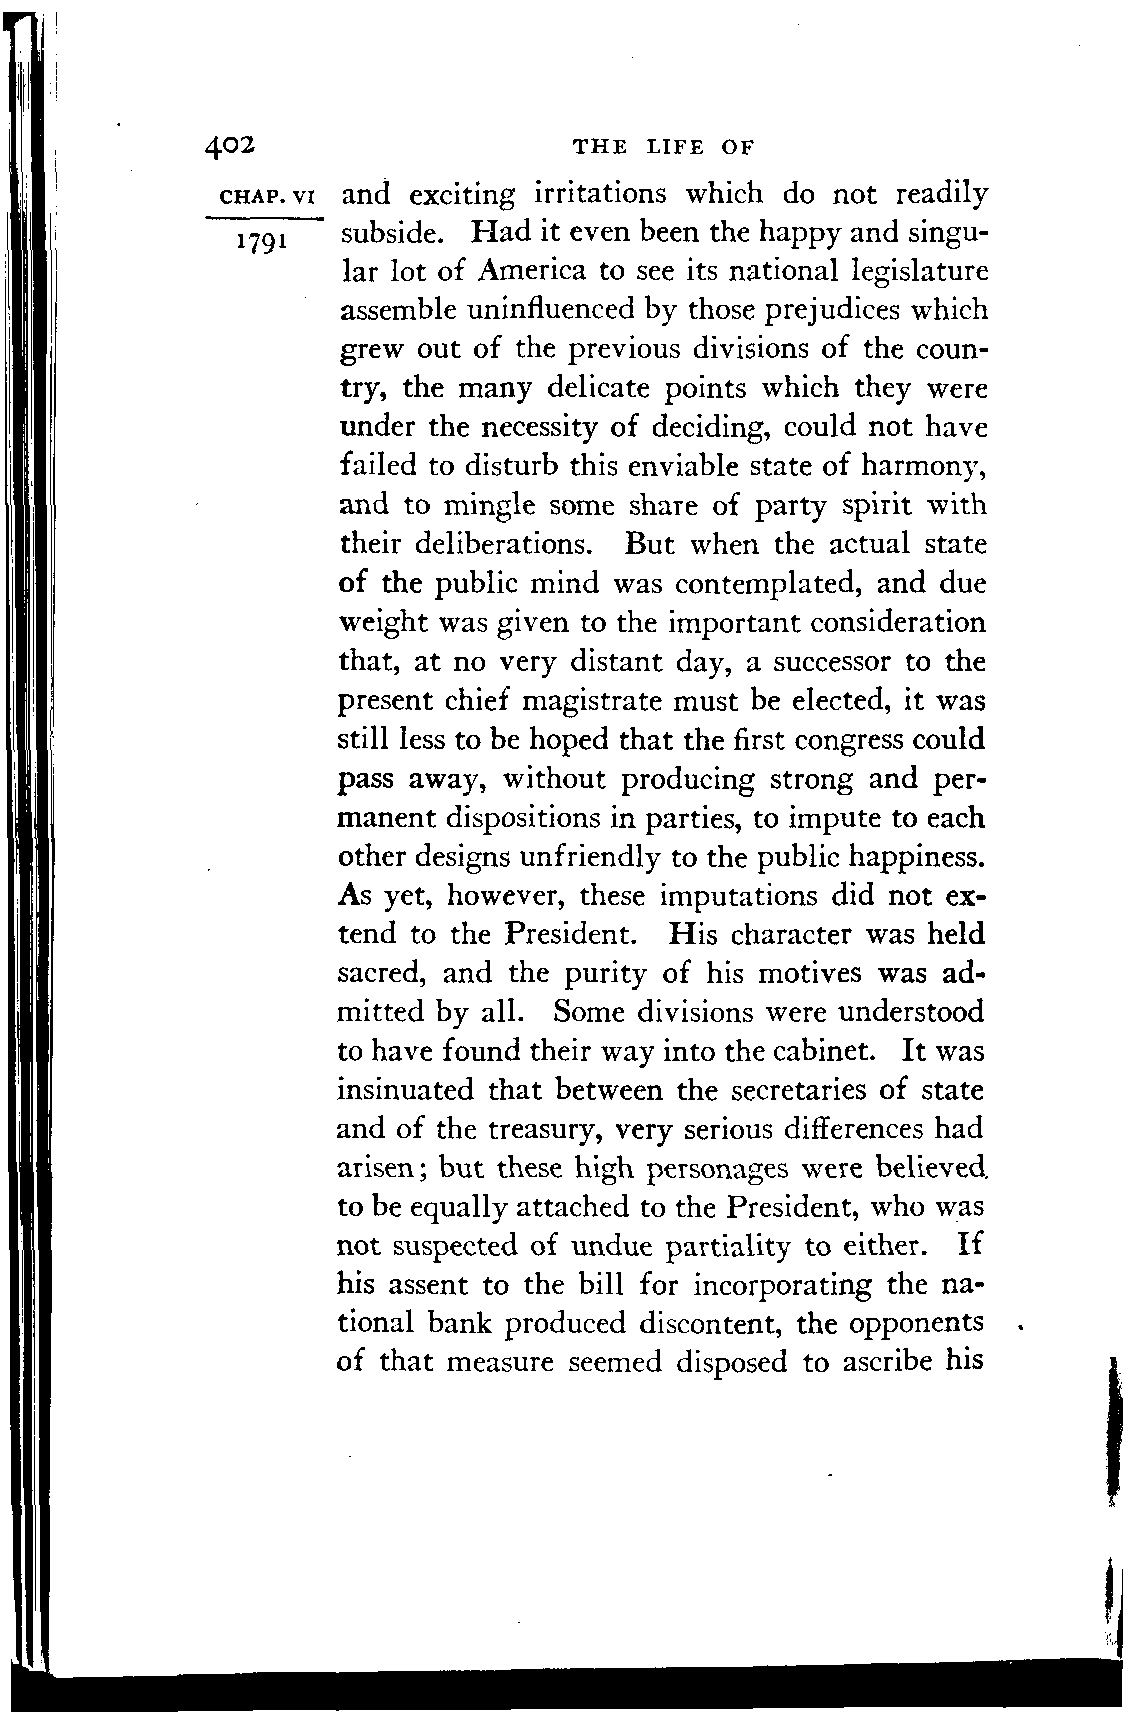 402 THE LIFE OF
CHAP. VI and exciting irritations which do not readily
1791 subside. Had it even been the happy and singu-
lar lot of America to see its national legislature
assemble uninfluenced by those prejudices which
grew out of the previous divisions of the coun-
try, the many delicate points which they were
under the necessity of deciding, could not have
failed to disturb this enviable state of harmony,
and to mingle some share of party spirit with
their deliberations. But when the actual state
of the public mind was contemplated, and due
weight was given to the important consideration
that, at no very distant day, a successor to the
present chief magistrate must be elected, it was
still less to be hoped that the first congress could
pass away, without producing strong and per-
manent dispositions in parties, to impute to each
other designs unfriendly to the public happiness.
As yet, however, these imputations did not ex-
tend to the President. His character was held
sacred, and the purity of his motives was ad-
mitted by all. Some divisions were understood
to have found their way into the cabinet. It was
insinuated that between the secretaries of state
and of the treasury, very serious differences had
arisen; but these high personages were believed
to be equally attached to the President, who was
not suspected of undue partiality to either. If
his assent to the bill for incorporating the na-
tional bank produced discontent, the opponents
of that measure seemed disposed to ascribe his